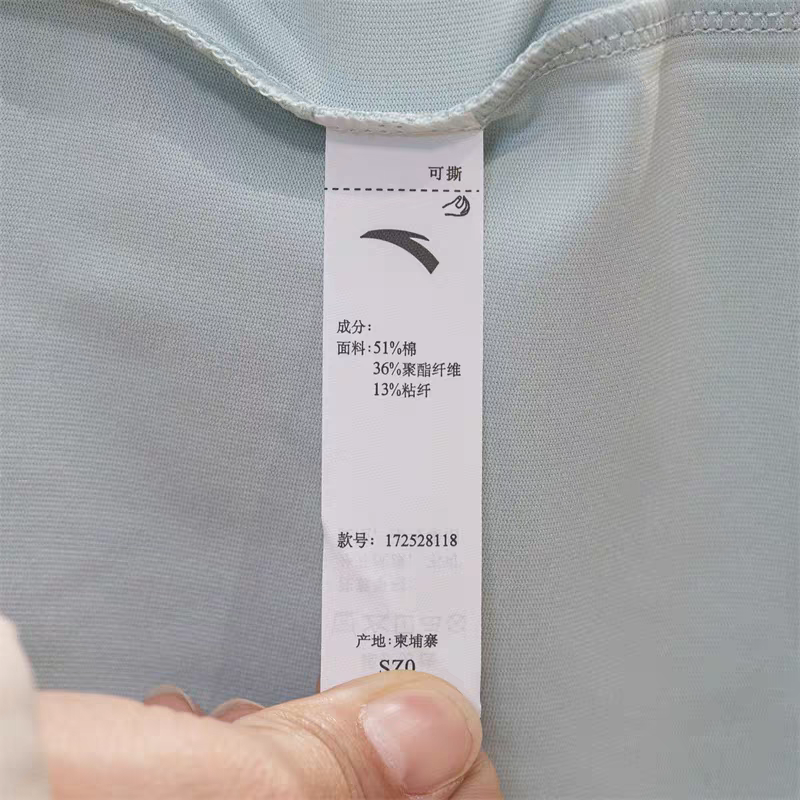 可撕
成分:
面料:51%棉
36%聚酯纤维
13%粘纤
款号: 172528118
产地:柬埔寨
SZ0